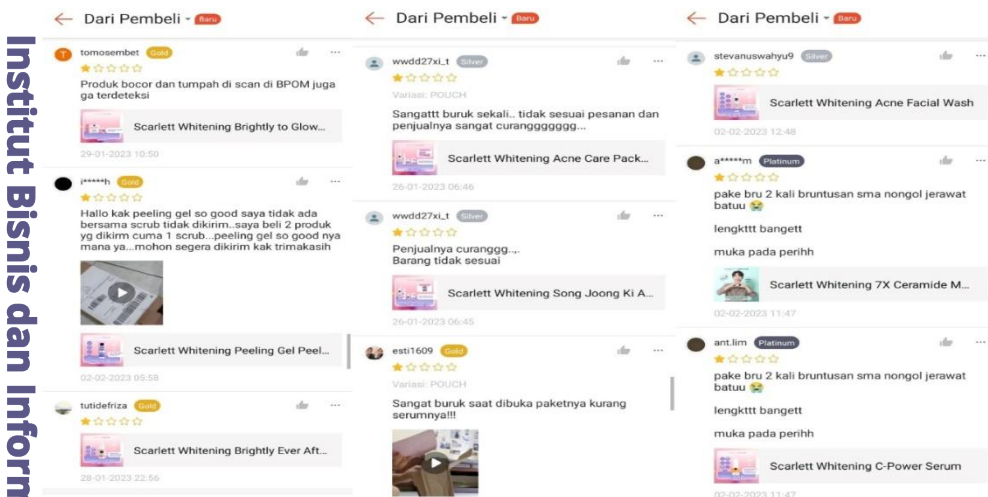 Institut Bisnis dan Inform
Dari Pembeli Baru
tomosembet Gold
Produk bocor dan tumpah di scan di BPOM juga
ga terdeteksi
Scarlett Whitening Brightly to Glow...
29-01-2023 10:50
i*****h Gold
Hallo kak peeling gel so good saya tidak ada
bersama scrub tidak dikirim..saya beli 2 produk
yg dikirm cuma 1 scrub...peeling gel so good nya
mana ya...mohon segera dikirim kak trimakasih
Scarlett Whitening Peeling Gel Peel...
02-02-2023 05:58
tutidefriza Gold
Scarlett Whitening Brightly Ever Aft...
28-01-2023 22:56
Dari Pembeli Baru
wwdd27xi_t Silver
Variasi: POUCH
Sangattt buruk sekali.. tidak sesuai pesanan dan
penjualnya sangat curanggggggg...
Scarlett Whitening Acne Care Pack...
26-01-2023 06:46
wwdd27xi_t Silver
Penjualnya curanggg..,
Barang tidak sesuai
Scarlett Whitening Song Joong Ki A...
26-01-2023 06:45
esti1609 Gold
Variasi: POUCH
Sangat buruk saat dibuka paketnya kurang
serumnya!!!
Dari Pembeli Baru
stevanuswahyu9 Silver
Scarlett Whitening Acne Facial Wash
02-02-2023 12:48
a*****m Platinum
pake bru 2 kali bruntusan sma nongol jerawat
batuu 😭
lengkttt bangett
muka pada perihh
Scarlett Whitening 7X Ceramide M...
02-02-2023 11:47
ant.lim Platinum
pake bru 2 kali bruntusan sma nongol jerawat
batuu 😭
lengkttt bangett
muka pada perihh
Scarlett Whitening C-Power Serum
02-02-2023 11:47